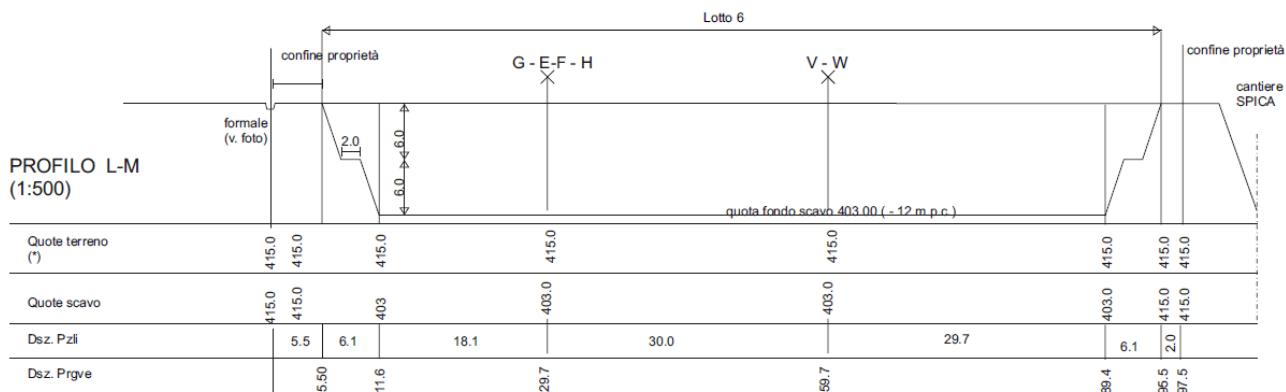 Lotto 6
confine proprietà
G - E-F - H
V - W
confine proprietà
cantiere
SPICA
formale
(v. foto)
2.0
6.0
6.0
PROFILO L-M
(1:500)
quota fondo scavo 403.00 ( - 12 m p.c.)
Quote terreno
(*)
415.0
415.0
415.0
415.0
415.0
415.0
415.0
415.0
Quote scavo
415.0
415.0
403
403.0
403.0
403.0
415.0
415.0
Dsz. Pzli
5.5
6.1
18.1
30.0
29.7
6.1
2.0
Dsz. Prgve
5.50
11.6
29.7
59.7
89.4
95.5
97.5